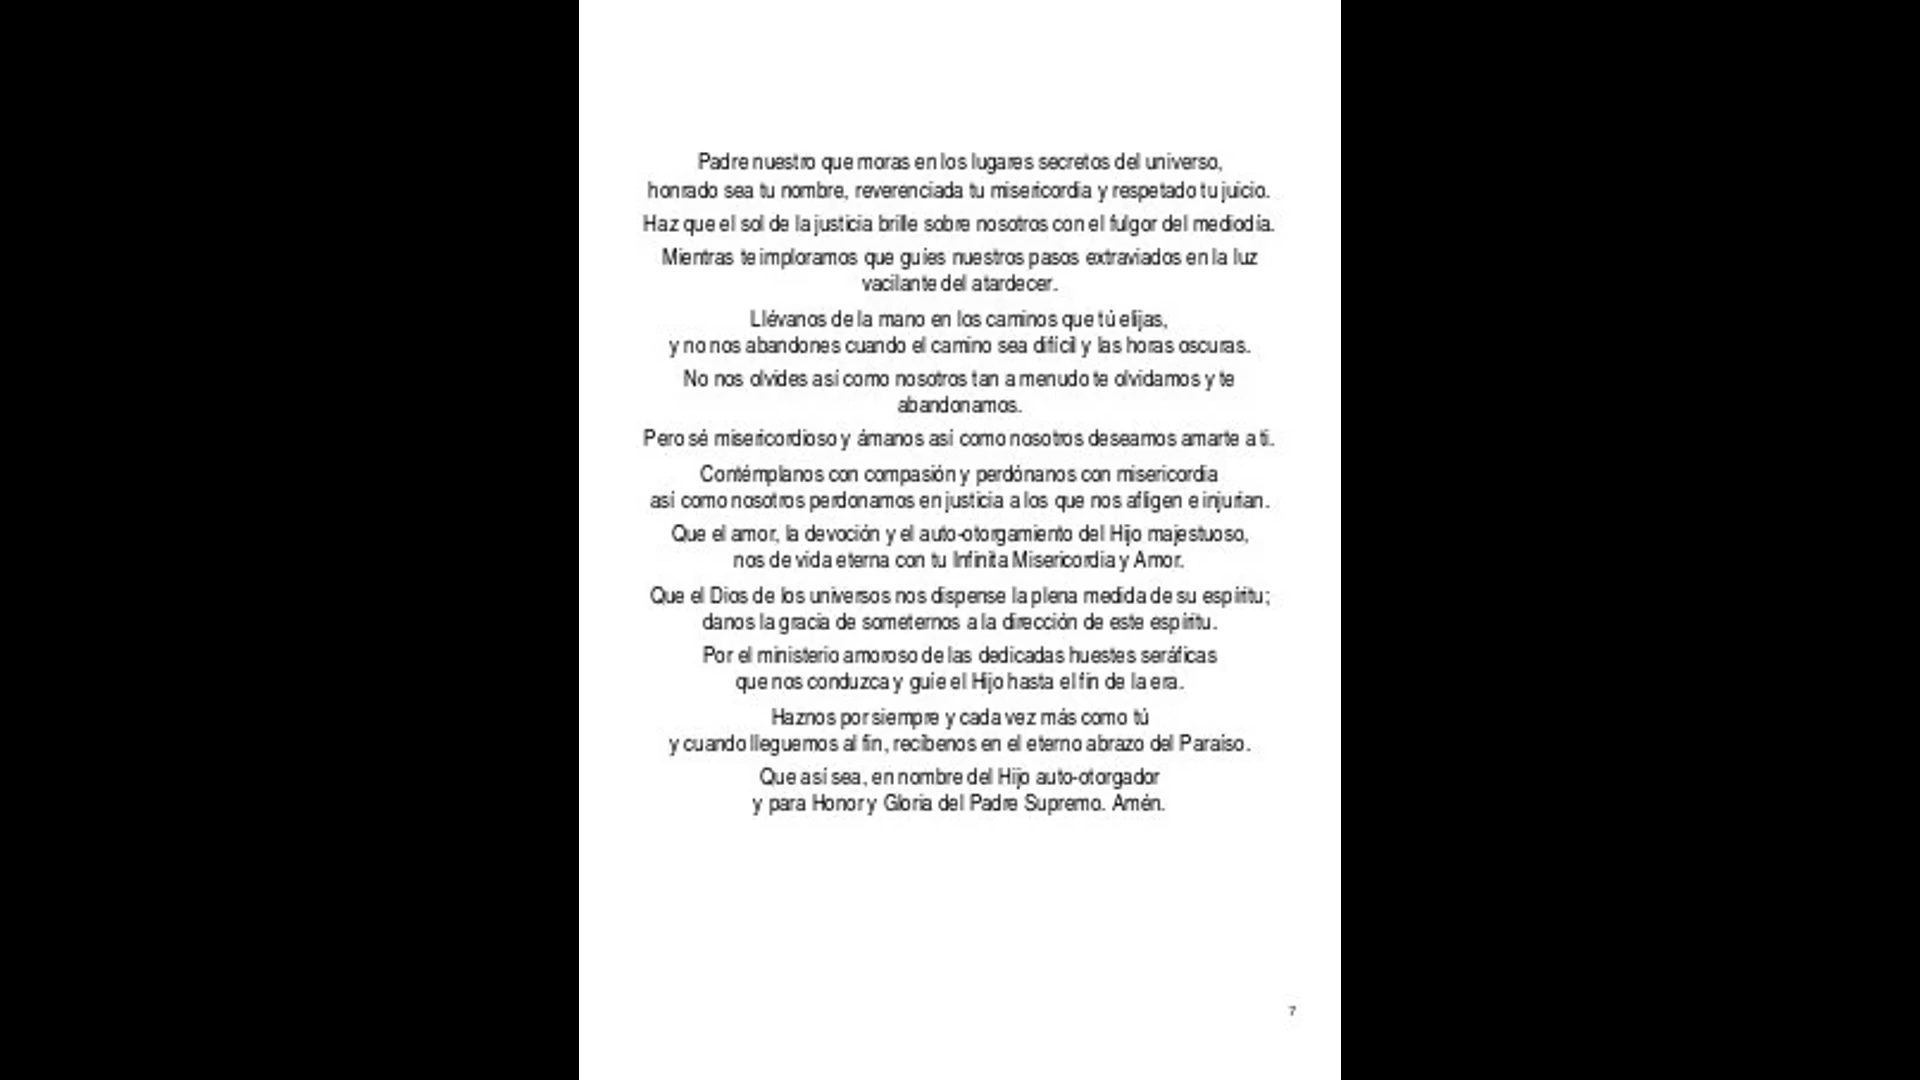 Padre nuestro que moras en los lugares secretos del universo,
honrado sea tu nombre, reverenciada tu misericordia y respetado tu juicio.
Haz que el sol de la justicia brille sobre nosotros con el fulgor del mediodía.
Mientras te imploramos que guíes nuestros pasos extraviados en la luz
vacilante del atardecer.
Llévanos de la mano en los caminos que tú elijas,
y no nos abandones cuando el camino sea difícil y las horas oscuras.
No nos olvides así como nosotros tan a menudo te olvidamos y te
abandonamos.
Pero sé misericordioso y ámanos así como nosotros deseamos amarte a ti.
Contémplanos con compasión y perdónanos con misericordia
así como nosotros perdonamos en justicia a los que nos afligen e injurian.
Que el amor, la devoción y el auto-otorgamiento del Hijo majestuoso,
nos de vida eterna con tu Infinita Misericordia y Amor.
Que el Dios de los universos nos dispense la plena medida de su espíritu;
danos la gracia de someternos a la dirección de este espíritu.
Por el ministerio amoroso de las dedicadas huestes seráficas
que nos conduzca y guíe el Hijo hasta el fin de la era.
Haznos por siempre y cada vez más como tú
y cuando lleguemos al fin, recíbenos en el eterno abrazo del Paraíso.
Que así sea, en nombre del Hijo auto-otorgador
y para Honor y Gloria del Padre Supremo. Amén.
7